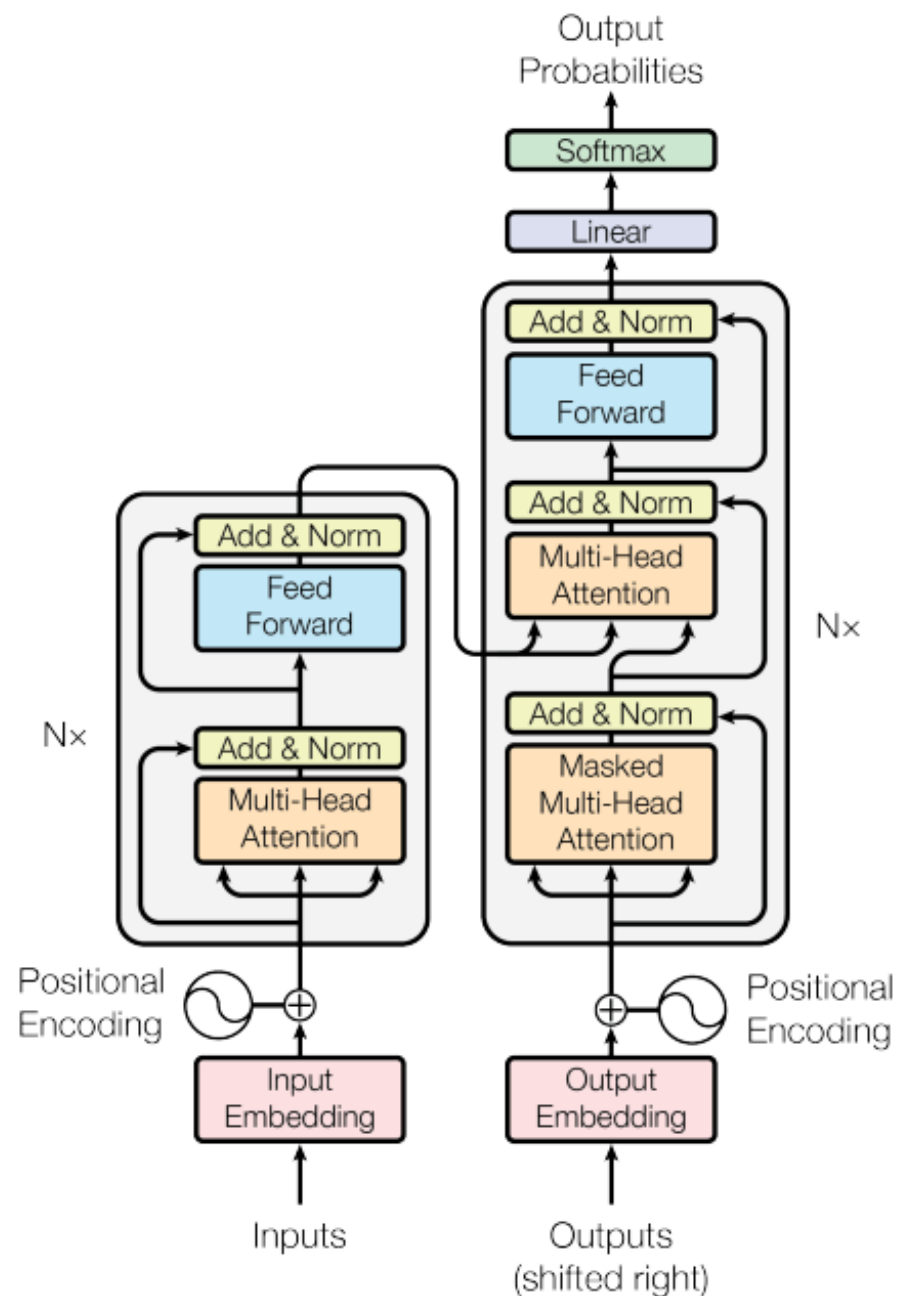 Output
Probabilities
Softmax
Linear
Add & Norm
Feed
Forward
Add & Norm
Multi-Head
Attention
Add & Norm
Masked
Multi-Head
Attention
N×
Add & Norm
Feed
Forward
Add & Norm
Multi-Head
Attention
N×
Positional
Encoding
Positional
Encoding
Input
Embedding
Output
Embedding
Inputs
Outputs
(shifted right)